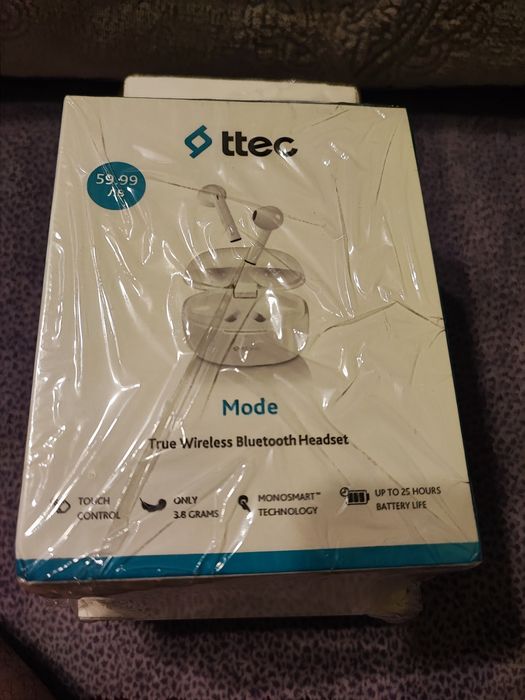 ttec
59.99
лв
Mode
True Wireless Bluetooth Headset
TOUCH
CONTROL
ONLY
3.8 GRAMS
MONOSMART™
TECHNOLOGY
UP TO 25 HOURS
BATTERY LIFE